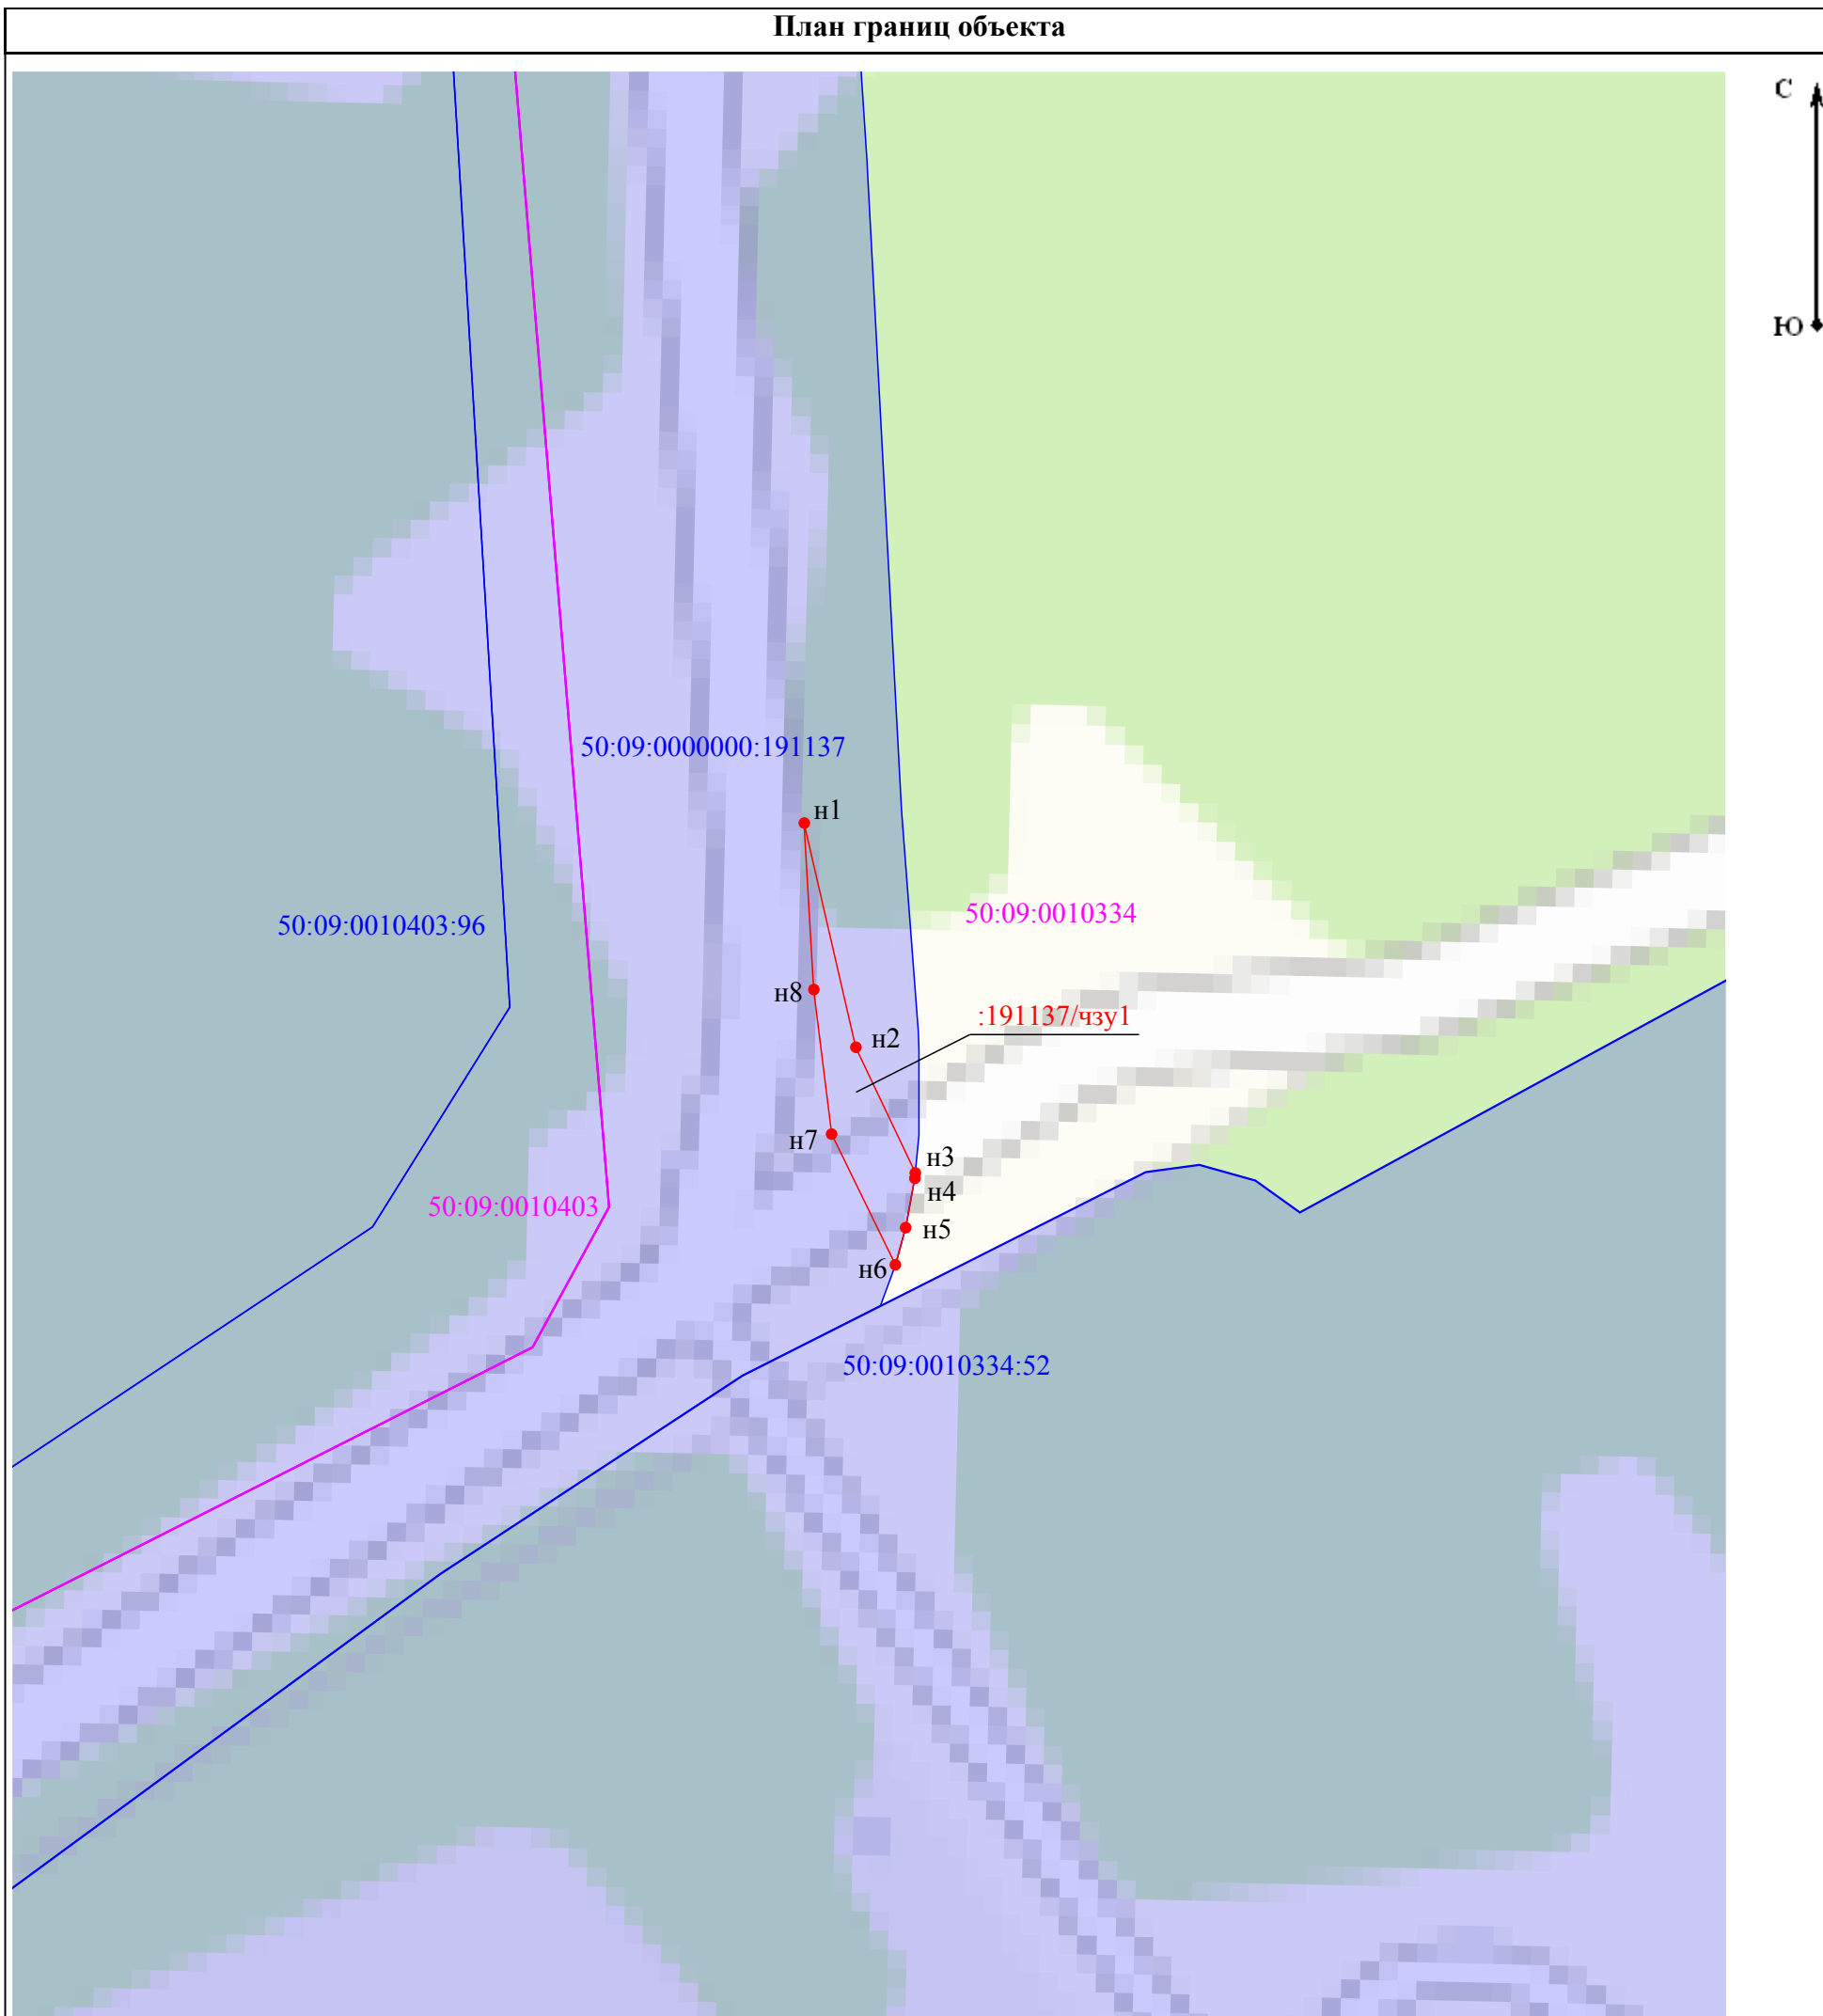 План границ объекта
С
Ю
50:09:0000000:191137
н1
50:09:0010403:96
50:09:0010334
н8
:191137/чзу1
н2
н7
н3
н4
50:09:0010403
н5
н6
50:09:0010334:52